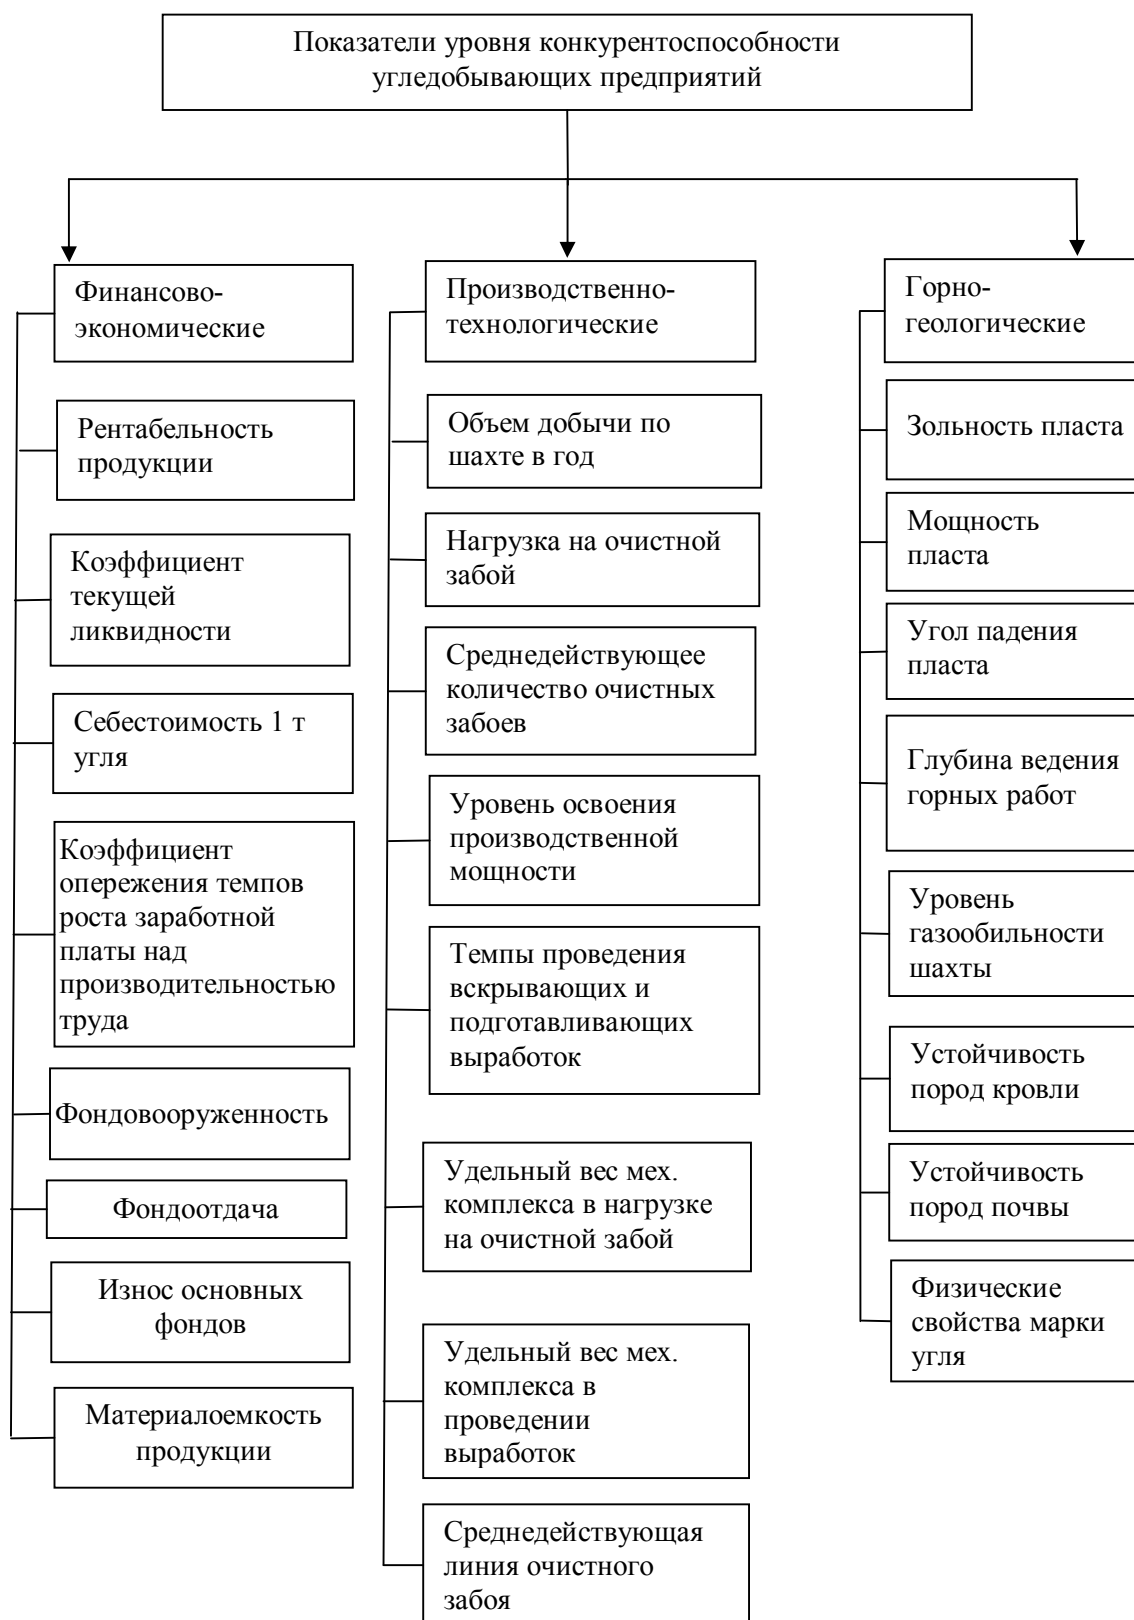 Показатели уровня конкурентоспособности
угледобывающих предприятий
Финансово-
экономические
Рентабельность
продукции
Коэффициент
текущей
ликвидности
Себестоимость 1 т
угля
Коэффициент
опережения темпов
роста заработной
платы над
производительностью
труда
Фондовооруженность
Фондоотдача
Износ основных
фондов
Материалоемкость
продукции
Производственно-
технологические
Объем добычи по
шахте в год
Нагрузка на очистной
забой
Среднедействующее
количество очистных
забоев
Уровень освоения
производственной
мощности
Темпы проведения
вскрывающих и
подготавливающих
выработок
Удельный вес мех.
комплекса в нагрузке
на очистной забой
Удельный вес мех.
комплекса в
проведении
выработок
Среднедействующая
линия очистного
забоя
Горно-
геологические
Зольность пласта
Мощность
пласта
Угол падения
пласта
Глубина ведения
горных работ
Уровень
газообильности
шахты
Устойчивость
пород кровли
Устойчивость
пород почвы
Физические
свойства марки
угля